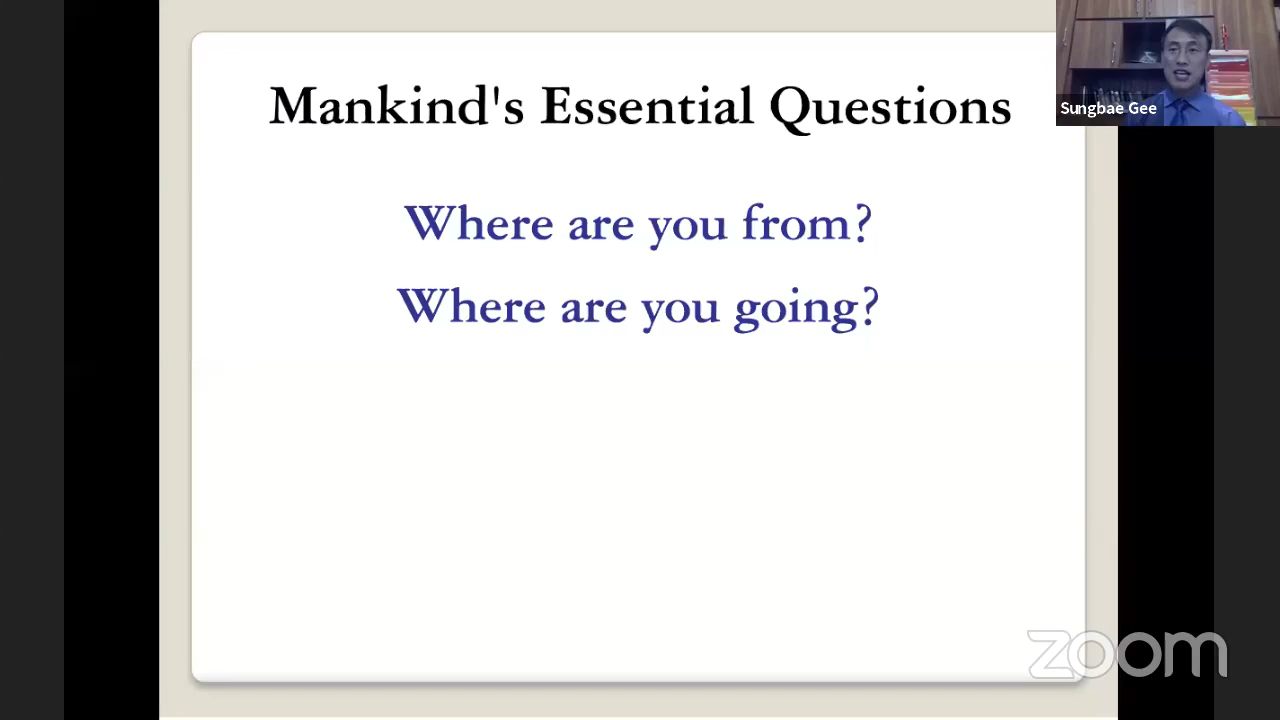 Mankind's Essential Questions
Sungbae Gee
Where are you from?
Where are you going?
zoom